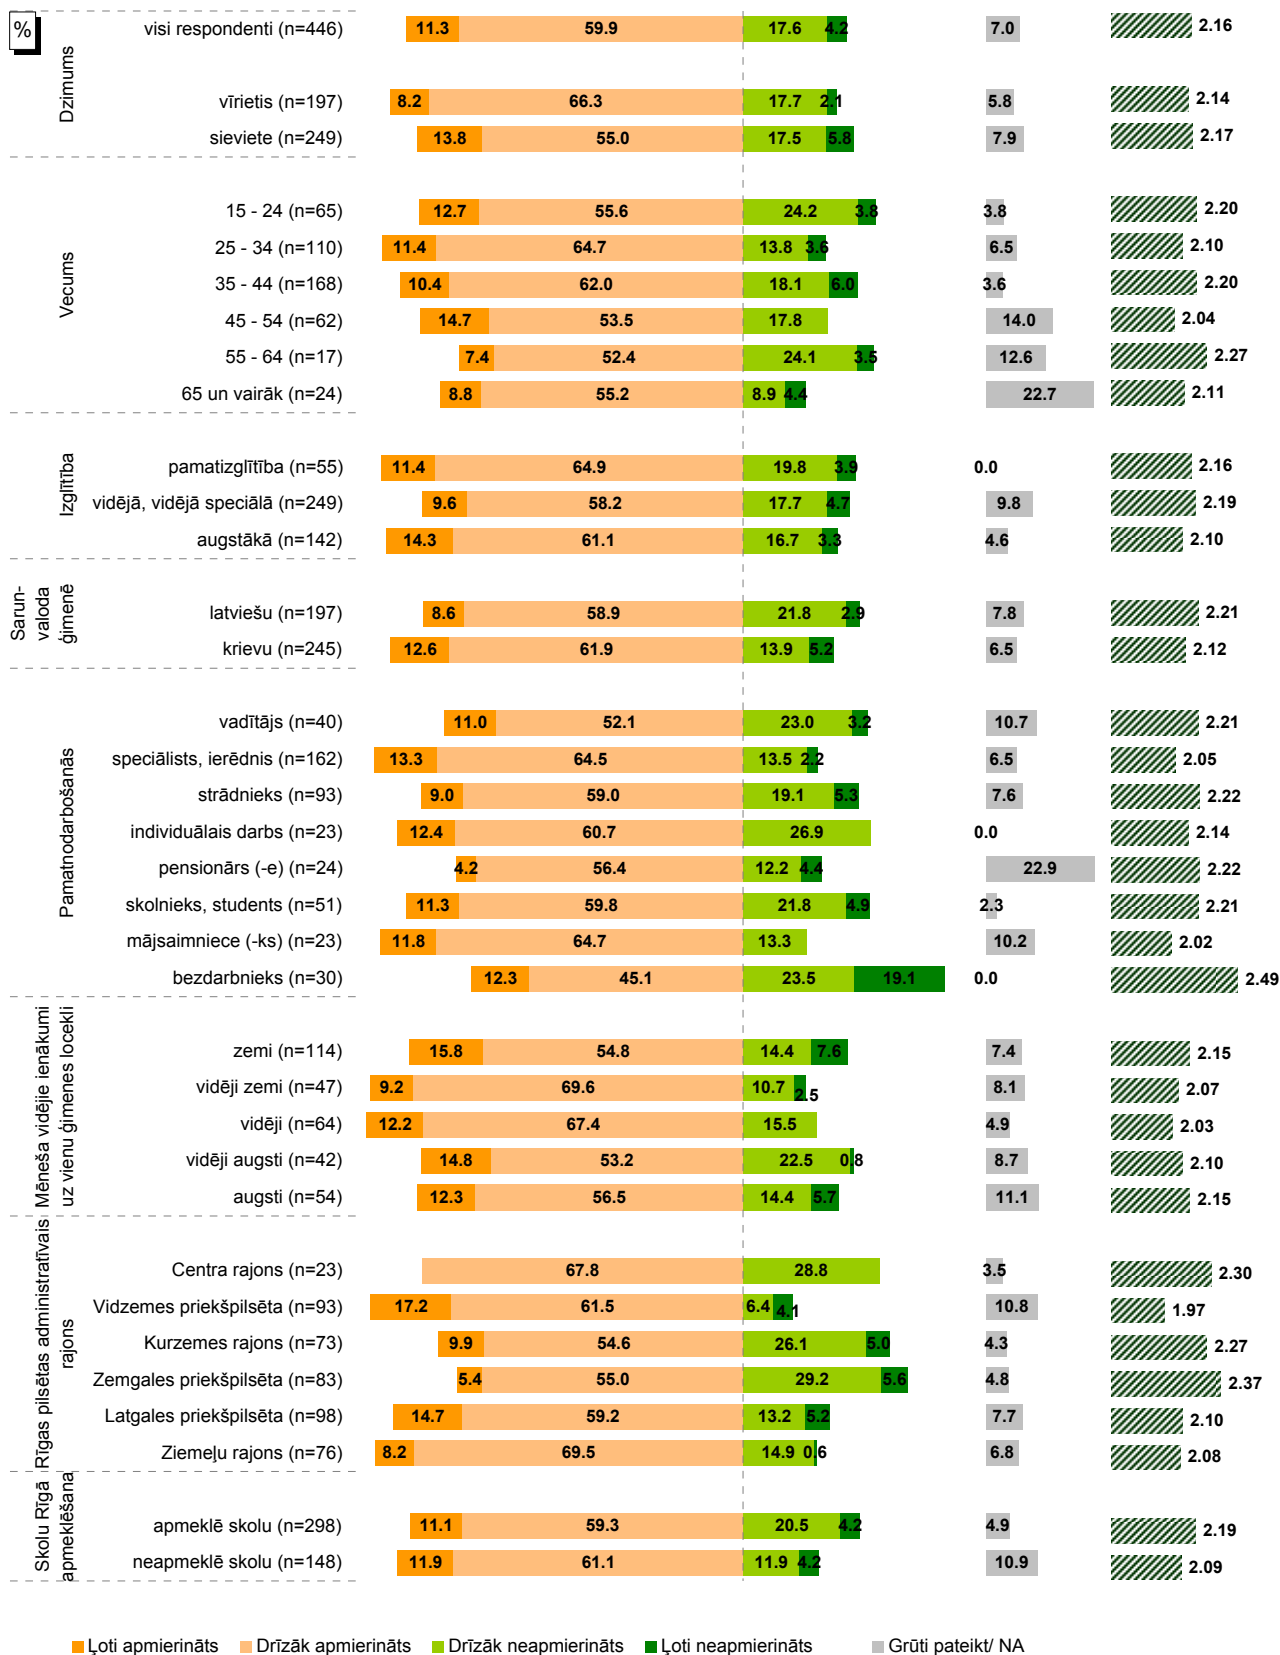 %
visi respondenti (n=446) 11.3 59.9 17.6 4.2 7.0 2.16
Dzimums
vīrietis (n=197) 8.2 66.3 17.7 2.1 5.8 2.14
sieviete (n=249) 13.8 55.0 17.5 5.8 7.9 2.17
Vecums
15 - 24 (n=65) 12.7 55.6 24.2 3.8 3.8 2.20
25 - 34 (n=110) 11.4 64.7 13.8 3.6 6.5 2.10
35 - 44 (n=168) 10.4 62.0 18.1 6.0 3.6 2.20
45 - 54 (n=62) 14.7 53.5 17.8 14.0 2.04
55 - 64 (n=17) 7.4 52.4 24.1 3.5 12.6 2.27
65 un vairāk (n=24) 8.8 55.2 8.9 4.4 22.7 2.11
Izglītība
pamatizglītība (n=55) 11.4 64.9 19.8 3.9 0.0 2.16
vidējā, vidējā speciālā (n=249) 9.6 58.2 17.7 4.7 9.8 2.19
augstākā (n=142) 14.3 61.1 16.7 3.3 4.6 2.10
Sarun-
valoda
ģimenē
latviešu (n=197) 8.6 58.9 21.8 2.9 7.8 2.21
krievu (n=245) 12.6 61.9 13.9 5.2 6.5 2.12
Pamatnodarbošanās
vadītājs (n=40) 11.0 52.1 23.0 3.2 10.7 2.21
speciālists, ierēdnis (n=162) 13.3 64.5 13.5 2.2 6.5 2.05
strādnieks (n=93) 9.0 59.0 19.1 5.3 7.6 2.22
individuālais darbs (n=23) 12.4 60.7 26.9 0.0 2.14
pensionārs (-e) (n=24) 4.2 56.4 12.2 4.4 22.9 2.22
skolnieks, students (n=51) 11.3 59.8 21.8 4.9 2.3 2.21
mājsaimniece (-ks) (n=23) 11.8 64.7 13.3 10.2 2.02
bezdarbnieks (n=30) 12.3 45.1 23.5 19.1 0.0 2.49
Mēneša vidējie ienākumi
uz vienu ģimenes locekli
zemi (n=114) 15.8 54.8 14.4 7.6 7.4 2.15
vidēji zemi (n=47) 9.2 69.6 10.7 2.5 8.1 2.07
vidēji (n=64) 12.2 67.4 15.5 4.9 2.03
vidēji augsti (n=42) 14.8 53.2 22.5 0.8 8.7 2.10
augsti (n=54) 12.3 56.5 14.4 5.7 11.1 2.15
Rīgas pilsētas administratīvais
rajons
Centra rajons (n=23) 67.8 28.8 3.5 2.30
Vidzemes priekšpilsēta (n=93) 17.2 61.5 6.4 4.1 10.8 1.97
Kurzemes rajons (n=73) 9.9 54.6 26.1 5.0 4.3 2.27
Zemgales priekšpilsēta (n=83) 5.4 55.0 29.2 5.6 4.8 2.37
Latgales priekšpilsēta (n=98) 14.7 59.2 13.2 5.2 7.7 2.10
Ziemeļu rajons (n=76) 8.2 69.5 14.9 0.6 6.8 2.08
Skolu Rīgā
apmeklēšana
apmeklē skolu (n=298) 11.1 59.3 20.5 4.2 4.9 2.19
neapmeklē skolu (n=148) 11.9 61.1 11.9 4.2 10.9 2.09
Ļoti apmierināts Drīzāk apmierināts Drīzāk neapmierināts Ļoti neapmierināts Grūti pateikt/ NA